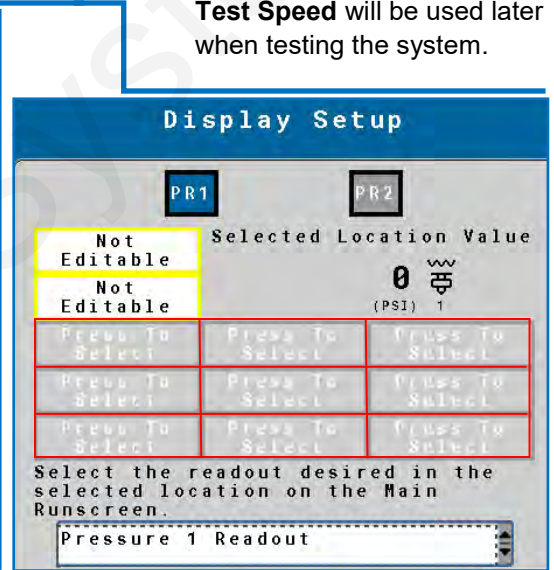 Test Speed will be used later
when testing the system.
Display Setup
PR1
PR2
Not
Editable
Selected Location Value
Not
Editable
0
(PSI) 1
Press To
Select
Press To
Select
Press To
Select
Press To
Select
Press To
Select
Press To
Select
Press To
Select
Press To
Select
Press To
Select
Select the readout desired in the
selected location on the Main
Runscreen.
Pressure 1 Readout